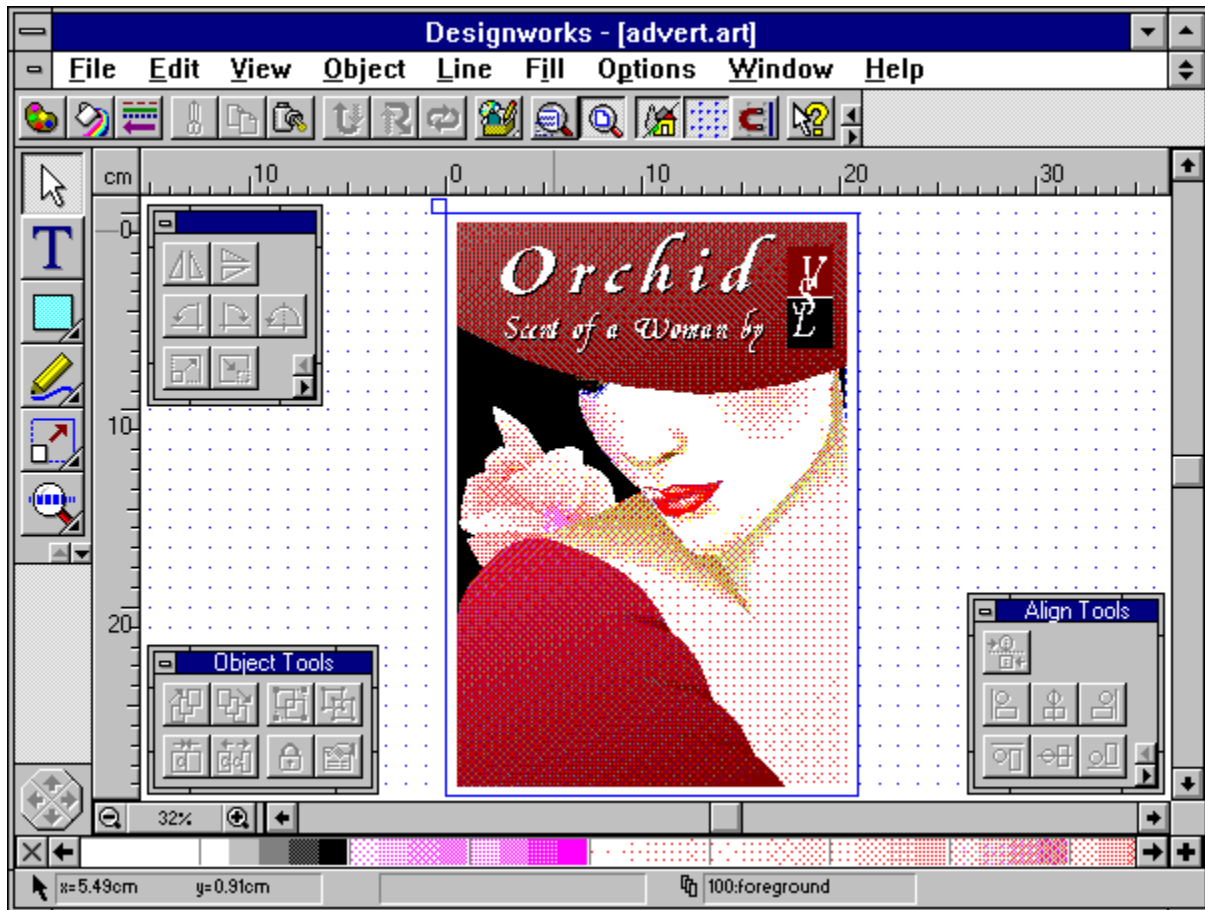 Designworks - [advert.art]
File Edit View Object Line Fill Options Window Help
cm 10 0 10 20 30
0
10
20
Orchid
Scent of a Woman by
VSL
T
Object Tools
Align Tools
32%
x=5.49cm y=0.91cm 100:foreground